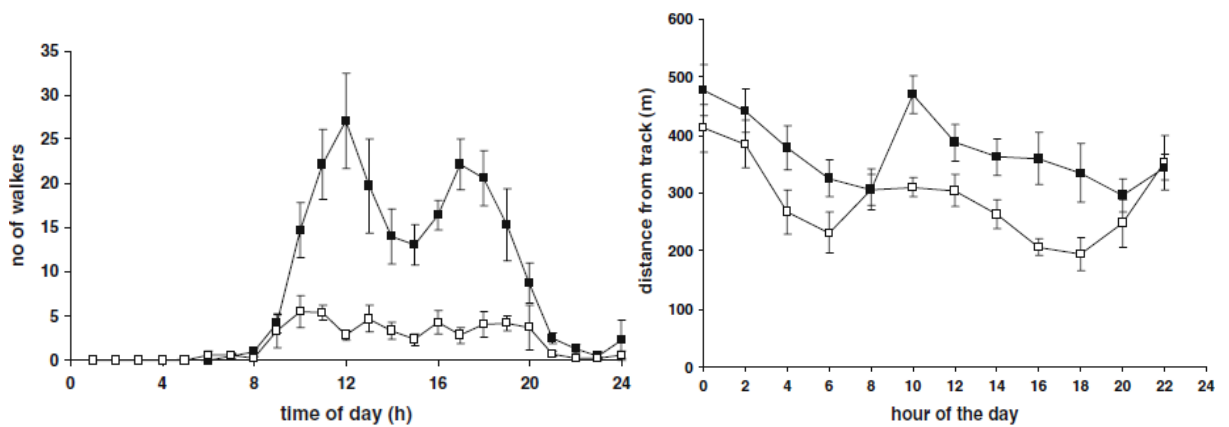 35
30
25
20
15
10
5
0
no of walkers
0 4 8 12 16 20 24
time of day (h)
600
500
400
300
200
100
0
distance from track (m)
0 2 4 6 8 10 12 14 16 18 20 22 24
hour of the day